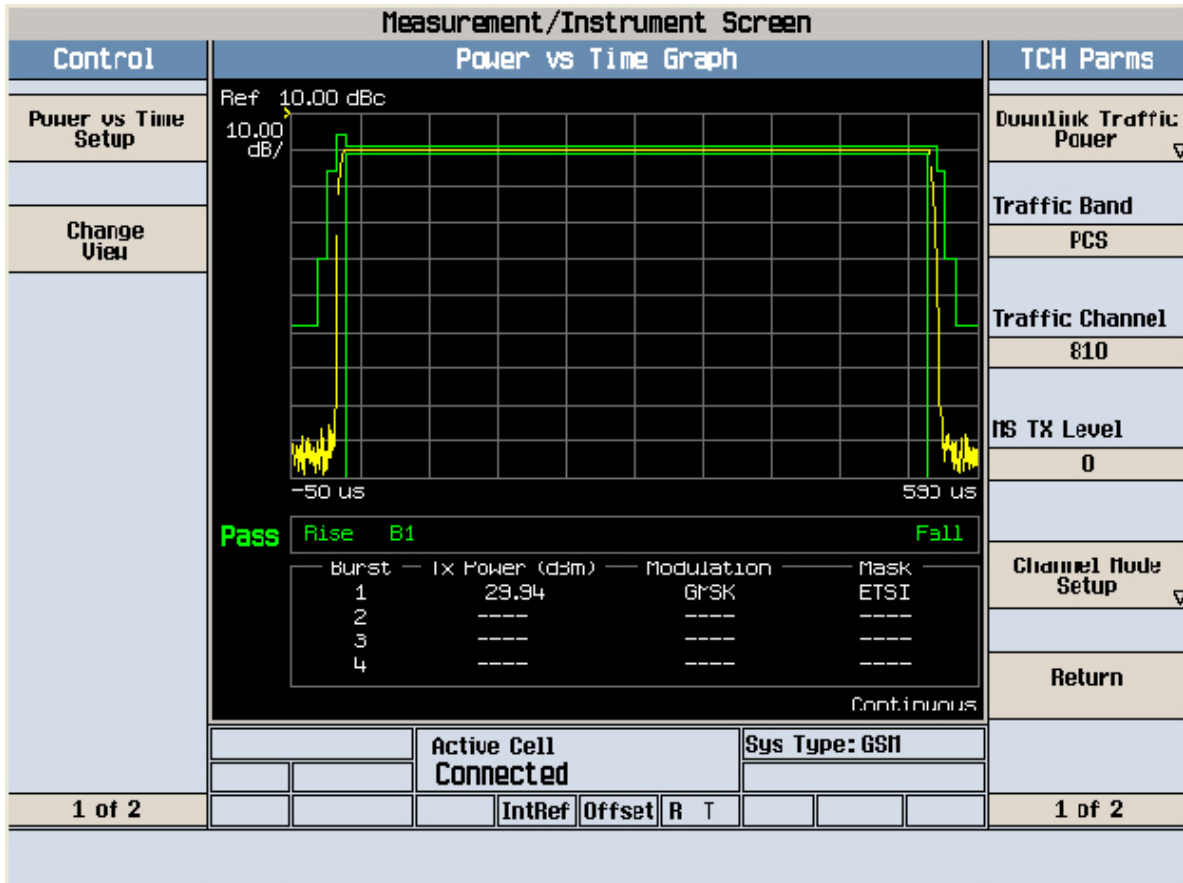 Measurement/Instrument Screen
Control
Power vs Time Graph
TCH Parms
Power vs Time
Setup
Change
View
1 of 2
Ref 10.00 dBc
10.00
dB/
-50 us
590 us
Pass
Rise B1 Fall
Burst Tx Power (dBm) Modulation Mask
1 29.94 GMSK ETSI
2 ---- ---- ----
3 ---- ---- ----
4 ---- ---- ----
Continuous
Active Cell
Connected
Sys Type: GSM
IntRef Offset R T
Downlink Traffic
Power
Traffic Band
PCS
Traffic Channel
810
MS TX Level
0
Channel Mode
Setup
Return
1 of 2